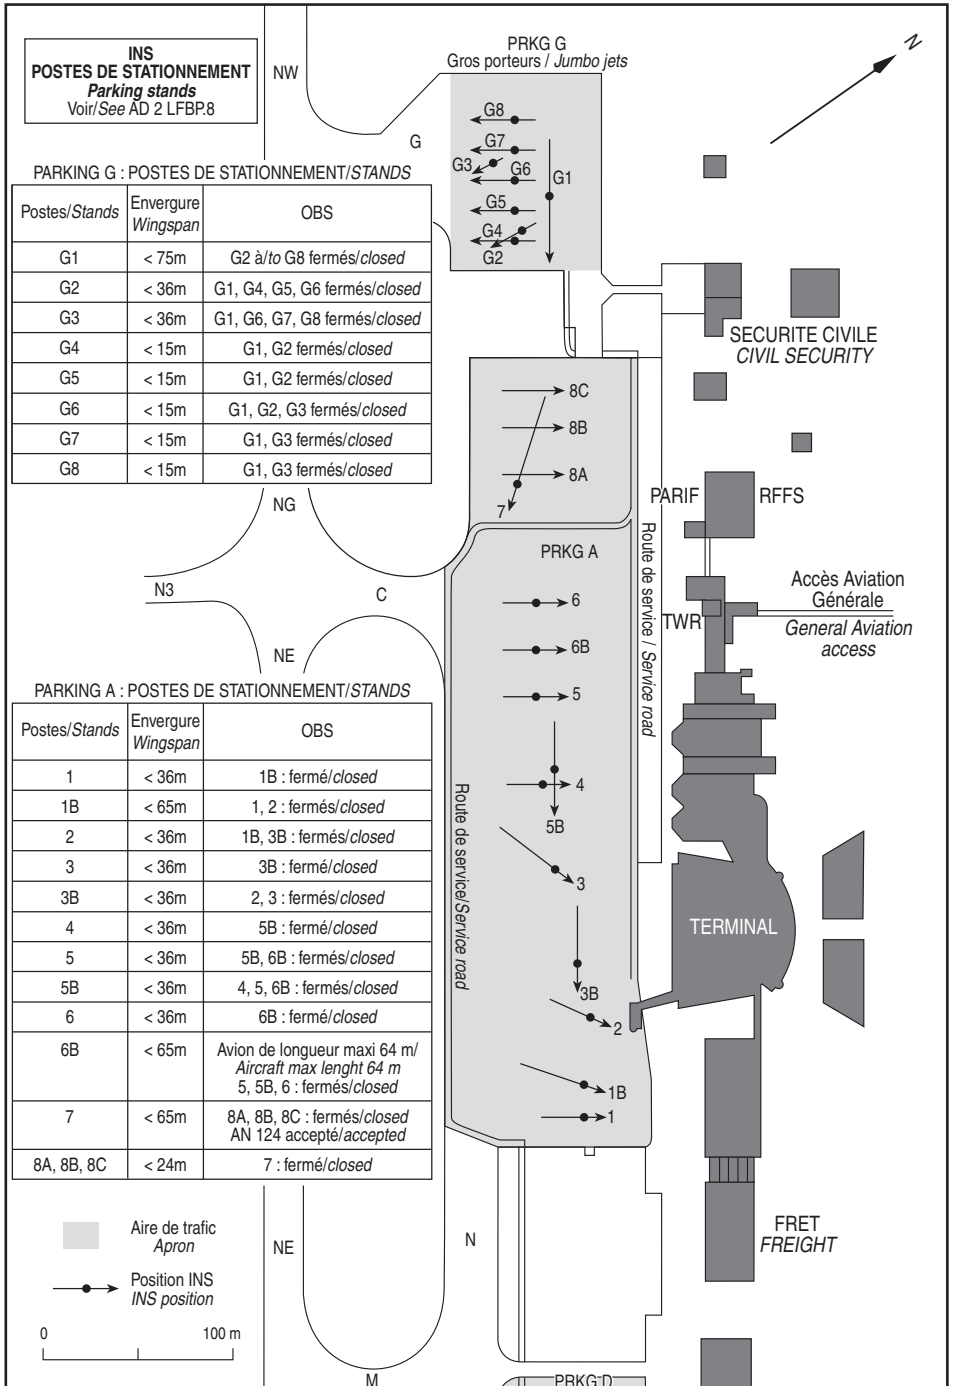 INS
POSTES DE STATIONNEMENT
Parking stands
Voir/See AD 2 LFBP.8
NW
PRKG G
Gros porteurs / Jumbo jets
N
G
G8
G7
G3
G6
G1
G5
G4
G2
PARKING G : POSTES DE STATIONNEMENT/STANDS
Postes/Stands Envergure Wingspan OBS
G1 < 75m G2 à/to G8 fermés/closed
G2 < 36m G1, G4, G5, G6 fermés/closed
G3 < 36m G1, G6, G7, G8 fermés/closed
G4 < 15m G1, G2 fermés/closed
G5 < 15m G1, G2 fermés/closed
G6 < 15m G1, G2, G3 fermés/closed
G7 < 15m G1, G3 fermés/closed
G8 < 15m G1, G3 fermés/closed
SECURITE CIVILE
CIVIL SECURITY
8C
8B
8A
7
NG
PARIF
RFFS
PRKG A
Route de service / Service road
N3
C
6
TWR
Accès Aviation
Générale
General Aviation
access
6B
NE
5
PARKING A : POSTES DE STATIONNEMENT/STANDS
Postes/Stands Envergure Wingspan OBS
1 < 36m 1B : fermé/closed
1B < 65m 1, 2 : fermés/closed
2 < 36m 1B, 3B : fermés/closed
3 < 36m 3B : fermé/closed
3B < 36m 2, 3 : fermés/closed
4 < 36m 5B : fermé/closed
5 < 36m 5B, 6B : fermés/closed
5B < 36m 4, 5, 6B : fermés/closed
6 < 36m 6B : fermé/closed
6B < 65m Avion de longueur maxi 64 m/
Aircraft max lenght 64 m
5, 5B, 6 : fermés/closed
7 < 65m 8A, 8B, 8C : fermés/closed
AN 124 accepté/accepted
8A, 8B, 8C < 24m 7 : fermé/closed
4
5B
Route de service/Service road
3
TERMINAL
3B
2
1B
1
Aire de trafic
Apron
NE
N
FRET
FREIGHT
Position INS
INS position
0 100 m
M
PRKG D